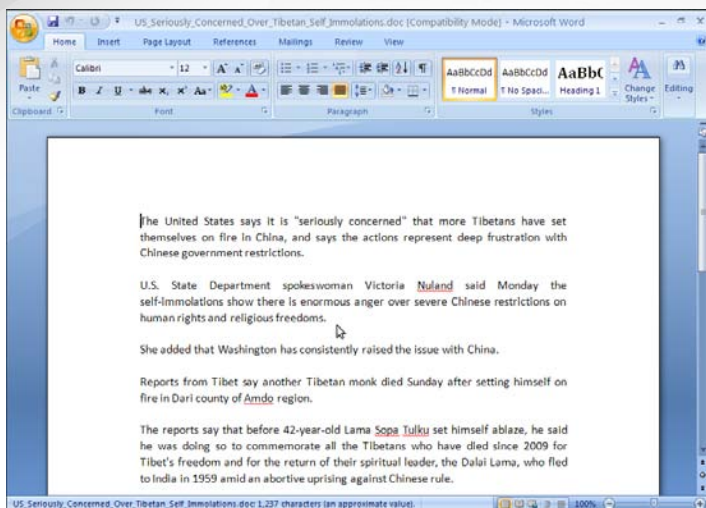 US_Seriously_Concerned_Over_Tibetan_Self_Immolations.doc [Compatibility Mode] - Microsoft Word
Home Insert Page Layout References Mailings Review View
Paste
Calibri 12
AaBbCcDd AaBbCcDd AaBbC
¶ Normal ¶ No Spaci... Heading 1
Change Styles
Editing
Clipboard Font Paragraph Styles
The United States says it is "seriously concerned" that more Tibetans have set
themselves on fire in China, and says the actions represent deep frustration with
Chinese government restrictions.
U.S. State Department spokeswoman Victoria Nuland said Monday the
self-immolations show there is enormous anger over severe Chinese restrictions on
human rights and religious freedoms.
She added that Washington has consistently raised the issue with China.
Reports from Tibet say another Tibetan monk died Sunday after setting himself on
fire in Dari county of Amdo region.
The reports say that before 42-year-old Lama Sopa Tulku set himself ablaze, he said
he was doing so to commemorate all the Tibetans who have died since 2009 for
Tibet's freedom and for the return of their spiritual leader, the Dalai Lama, who fled
to India in 1959 amid an abortive uprising against Chinese rule.
US_Seriously_Concerned_Over_Tibetan_Self_Immolations.doc: 1,237 characters (an approximate value). 100%